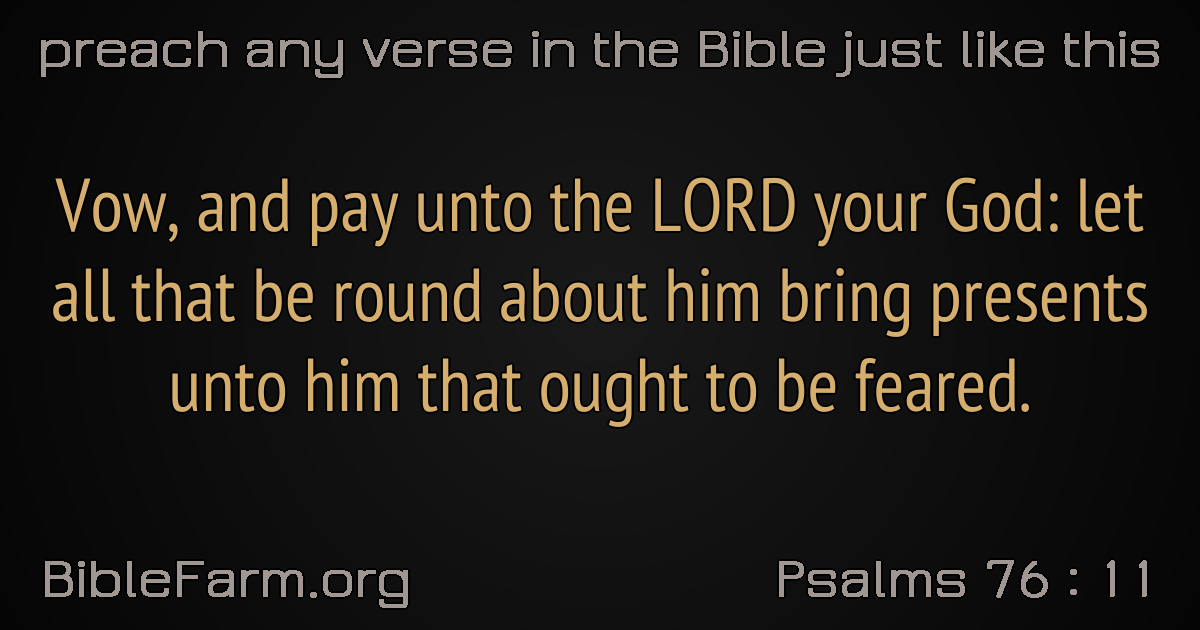 preach any verse in the Bible just like this
Vow, and pay unto the LORD your God: let
all that be round about him bring presents
unto him that ought to be feared.
BibleFarm.org
Psalms 76 : 11